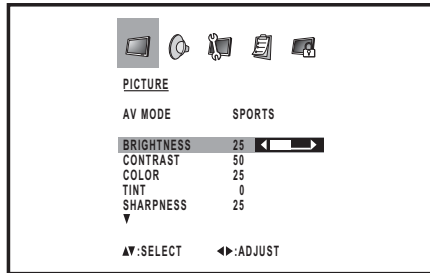 PICTURE
AV MODE SPORTS
BRIGHTNESS 25
CONTRAST 50
COLOR 25
TINT 0
SHARPNESS 25
▼
▲▼:SELECT ◀▶:ADJUST